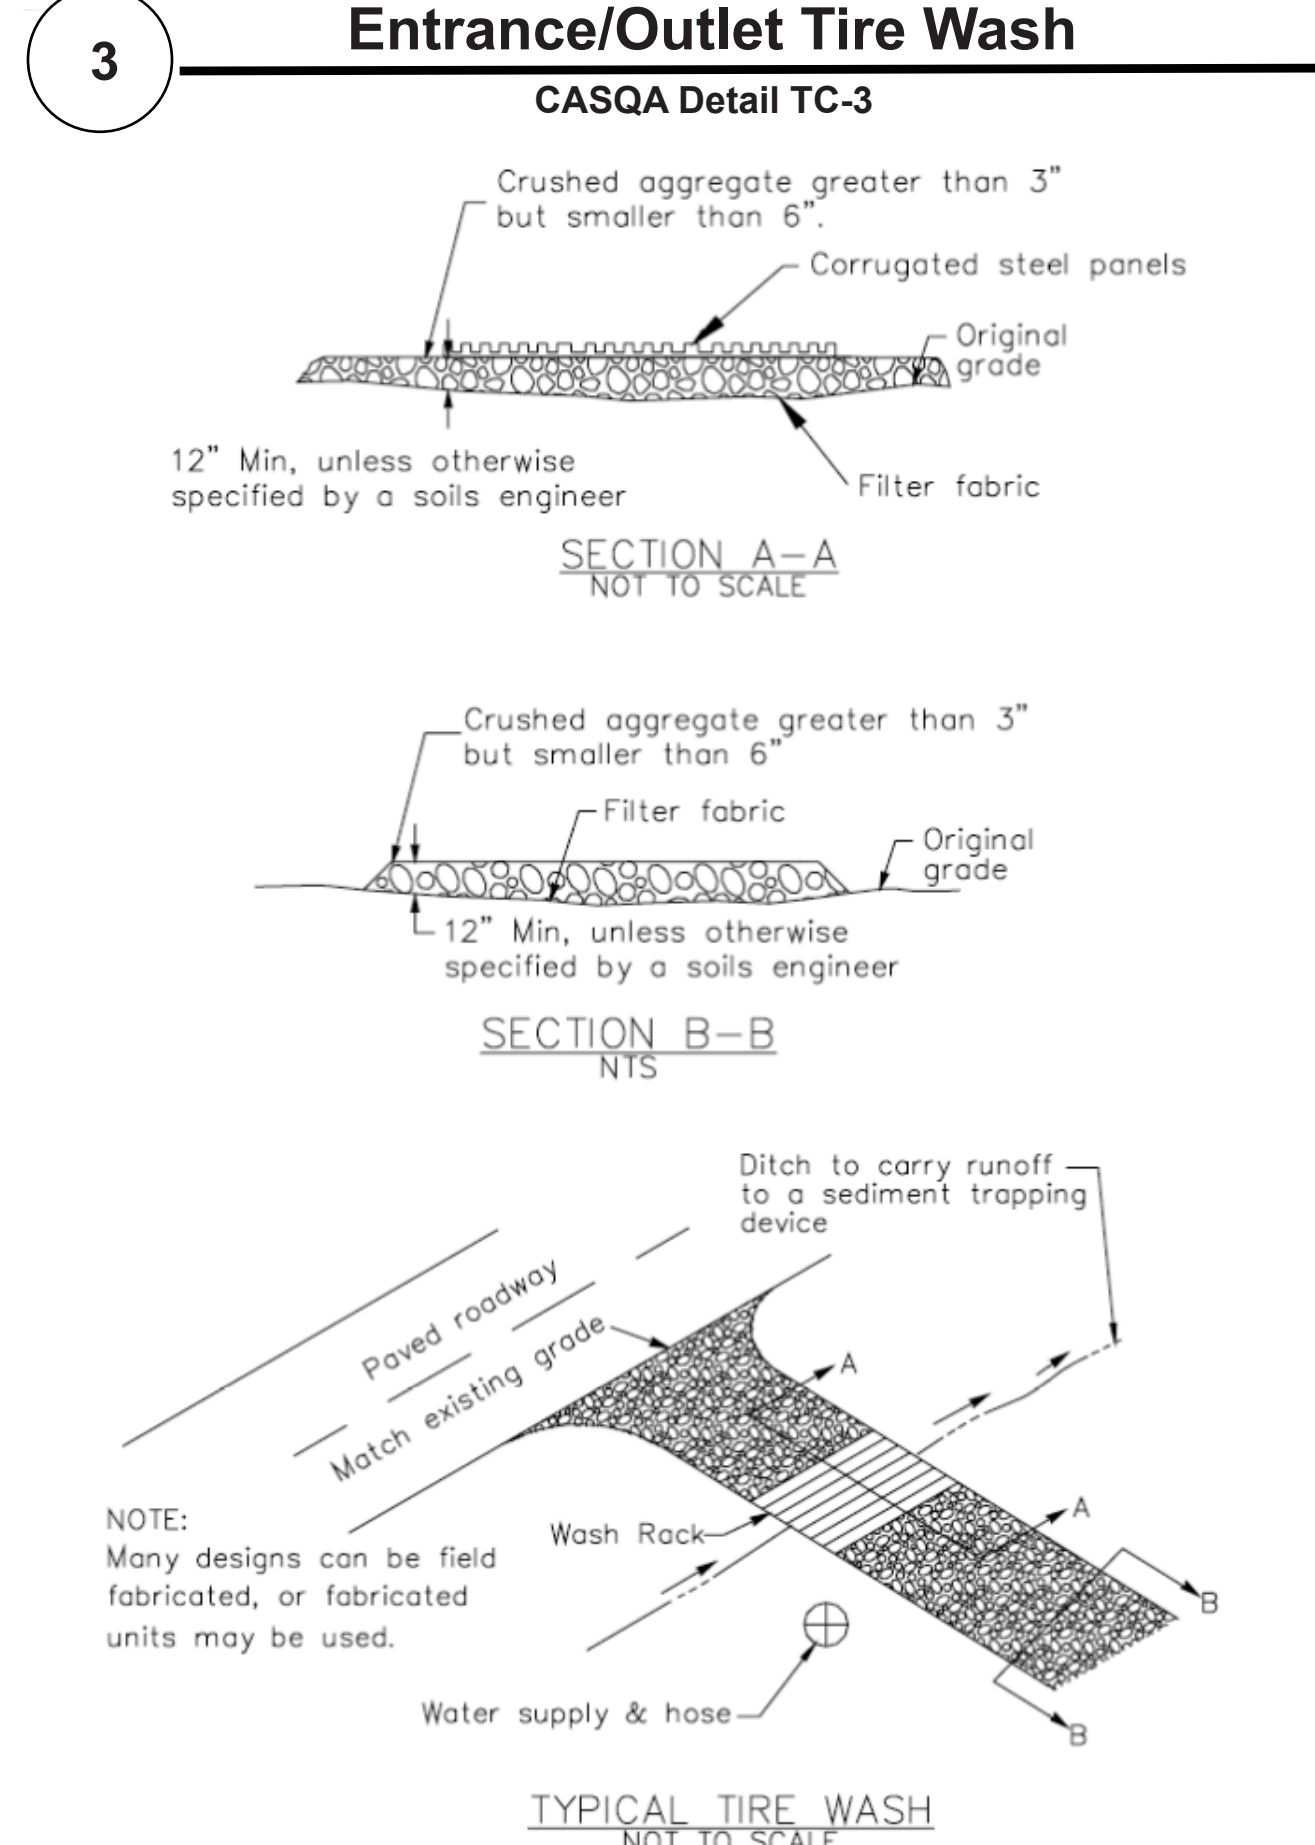 3
Entrance/Outlet Tire Wash
CASQA Detail TC-3
Crushed aggregate greater than 3"
but smaller than 6".
Corrugated steel panels
Original
grade
12" Min, unless otherwise
specified by a soils engineer
Filter fabric
SECTION A-A
NOT TO SCALE
Crushed aggregate greater than 3"
but smaller than 6"
Filter fabric
Original
grade
12" Min, unless otherwise
specified by a soils engineer
SECTION B-B
NTS
Ditch to carry runoff
to a sediment trapping
device
Paved roadway
Match existing grade
A
A
NOTE:
Many designs can be field
fabricated, or fabricated
units may be used.
Wash Rack
B
Water supply & hose
B
TYPICAL TIRE WASH
NOT TO SCALE